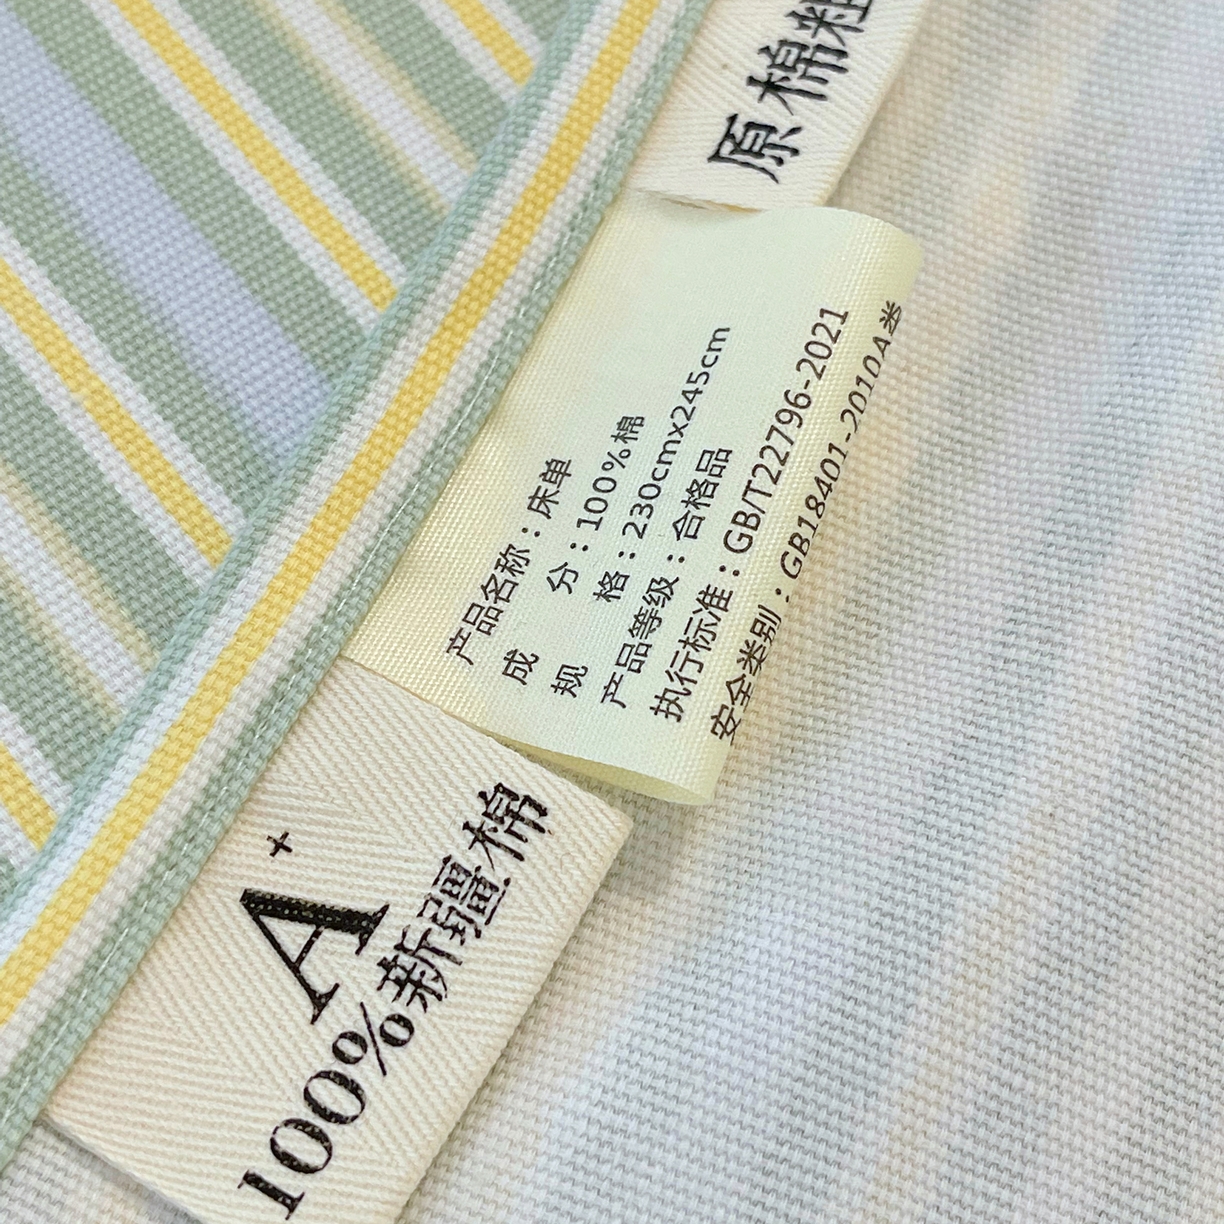 原棉粗
产品名称：床单
成 分：100%棉
规 格：230cmx245cm
产品等级：合格品
执行标准：GB/T22796-2021
安全类别：GB18401-2010A类
A+
100%新疆棉